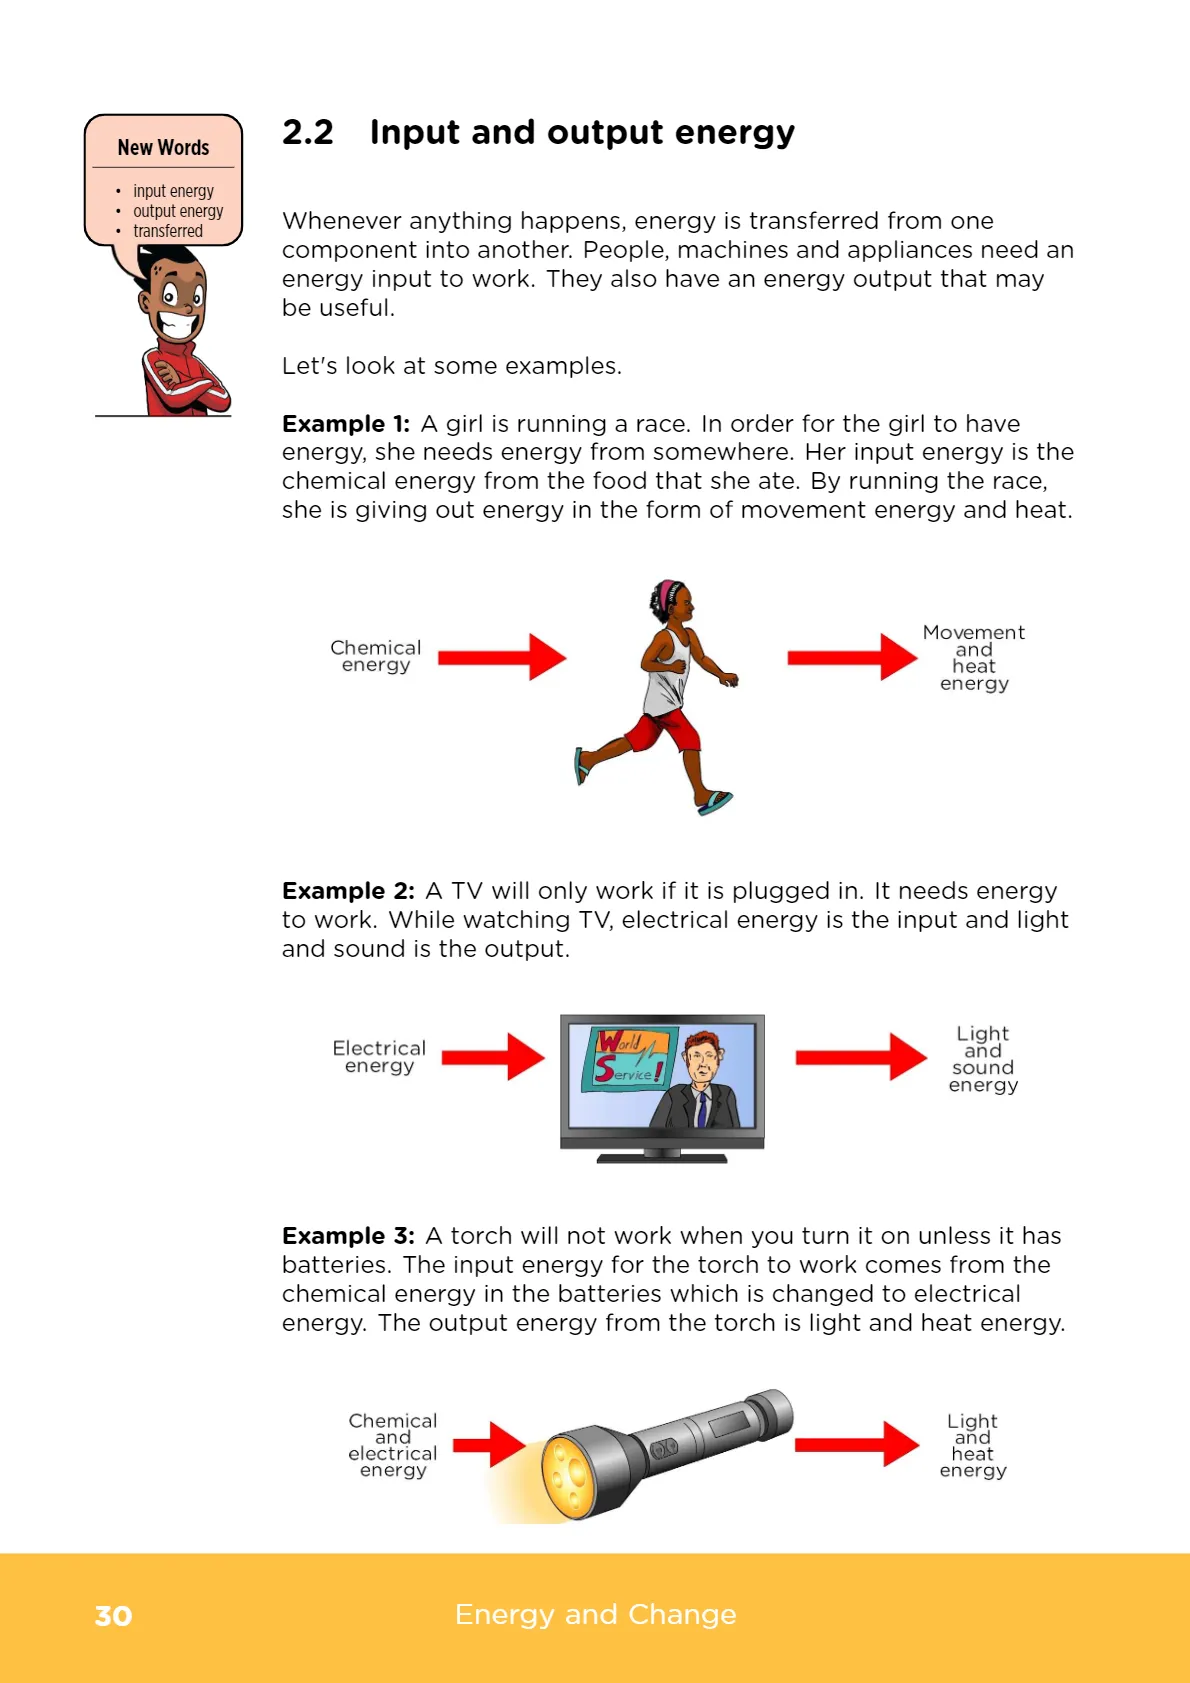 New Words
• input energy
• output energy
• transferred
2.2 Input and output energy
Whenever anything happens, energy is transferred from one
component into another. People, machines and appliances need an
energy input to work. They also have an energy output that may
be useful.
Let's look at some examples.
Example 1: A girl is running a race. In order for the girl to have
energy, she needs energy from somewhere. Her input energy is the
chemical energy from the food that she ate. By running the race,
she is giving out energy in the form of movement energy and heat.
Chemical
energy
Movement
and
heat
energy
Example 2: A TV will only work if it is plugged in. It needs energy
to work. While watching TV, electrical energy is the input and light
and sound is the output.
Electrical
energy
World
Service!
Light
and
sound
energy
Example 3: A torch will not work when you turn it on unless it has
batteries. The input energy for the torch to work comes from the
chemical energy in the batteries which is changed to electrical
energy. The output energy from the torch is light and heat energy.
Chemical
and
electrical
energy
Light
and
heat
energy
30
Energy and Change